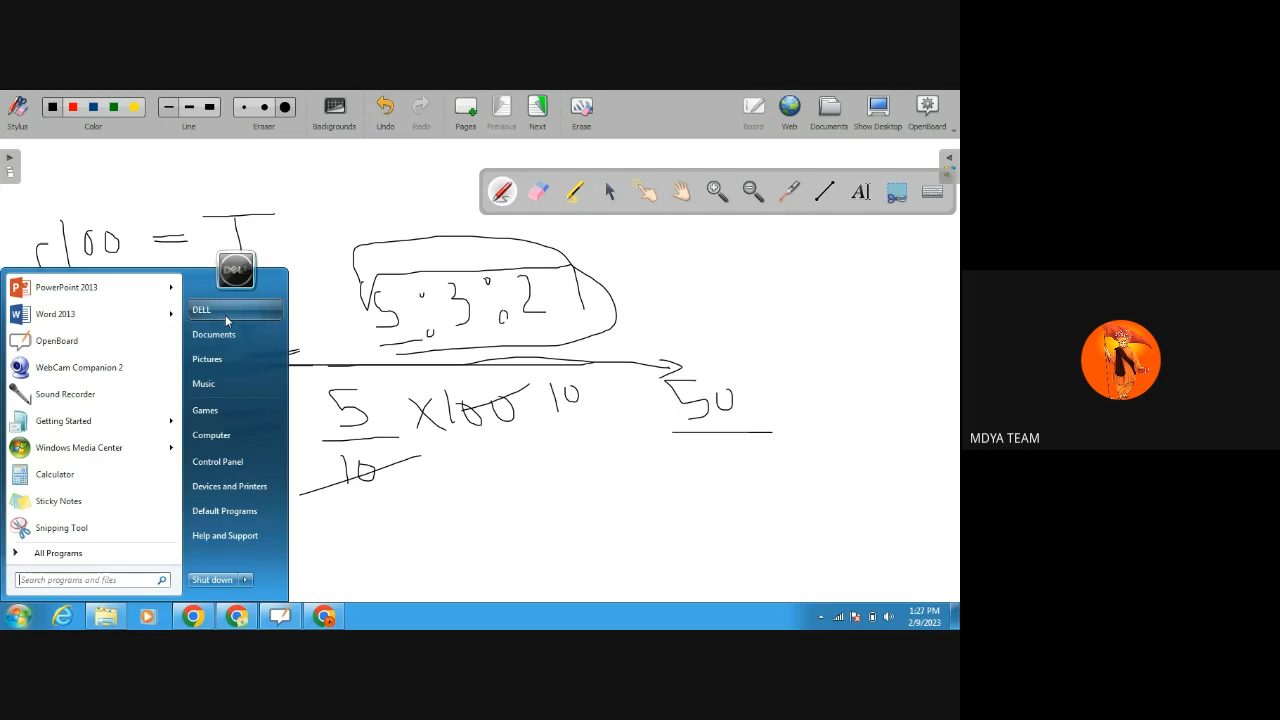 Stylus
Color
Line
Eraser
Backgrounds
Undo
Redo
Pages
Previous
Next
Erase
Board
Web
Documents
Show Desktop
OpenBoard
100 = T
5 : 3 : 2
5 X 100 10 50
10
PowerPoint 2013
Word 2013
OpenBoard
WebCam Companion 2
Sound Recorder
Getting Started
Windows Media Center
Calculator
Sticky Notes
Snipping Tool
All Programs
Search programs and files
DELL
DELL
Documents
Pictures
Music
Games
Computer
Control Panel
Devices and Printers
Default Programs
Help and Support
Shut down
1:27 PM
2/9/2023
MDYA TEAM